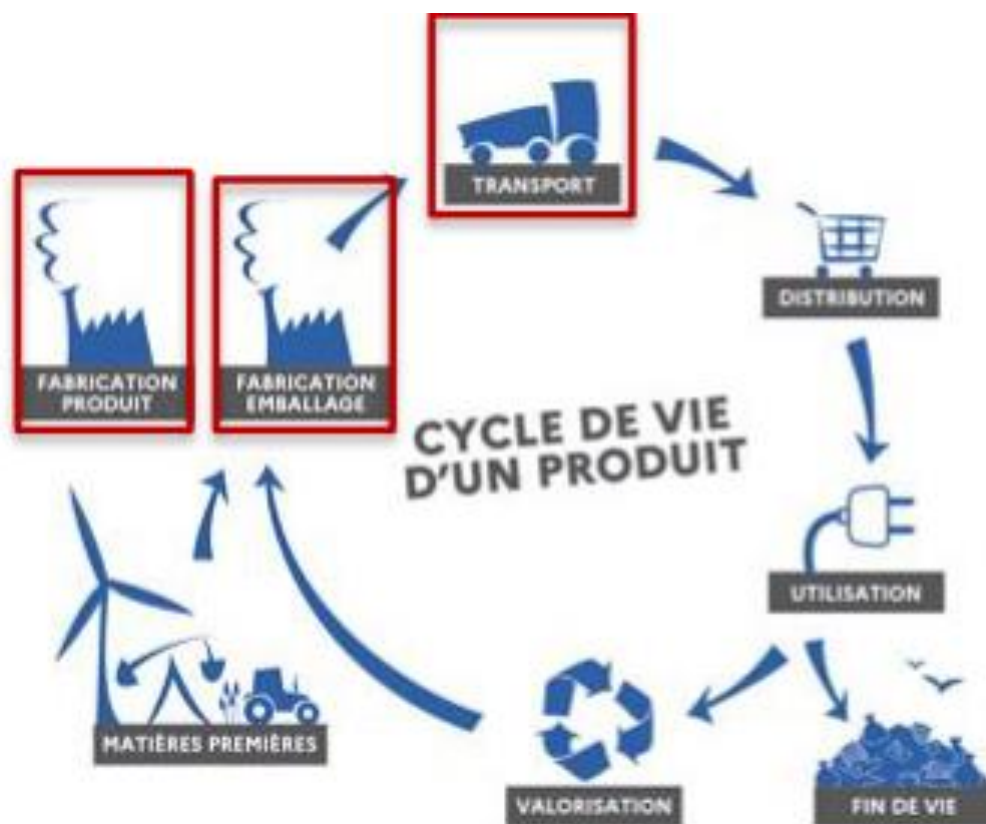 TRANSPORT
DISTRIBUTION
FABRICATION
PRODUIT
FABRICATION
EMBALLAGE
CYCLE DE VIE
D'UN PRODUIT
UTILISATION
MATIÈRES PREMIÈRES
VALORISATION
FIN DE VIE